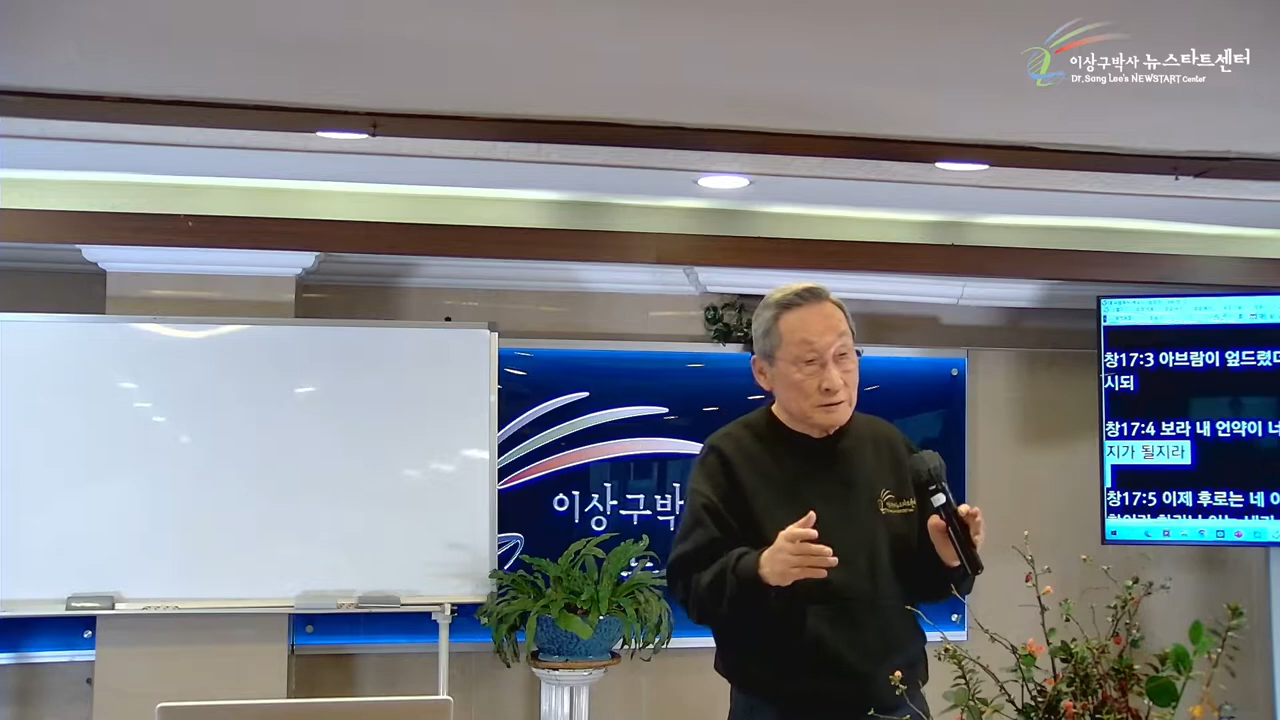 이상구박사 뉴스타트센터
Dr. Sang Lee's NEWSTART Center
창17:3 아브람이 엎드렸
시되
창17:4 보라 내 언약이 너
지가 될지라
창17:5 이제 후로는 네 이
이상구박